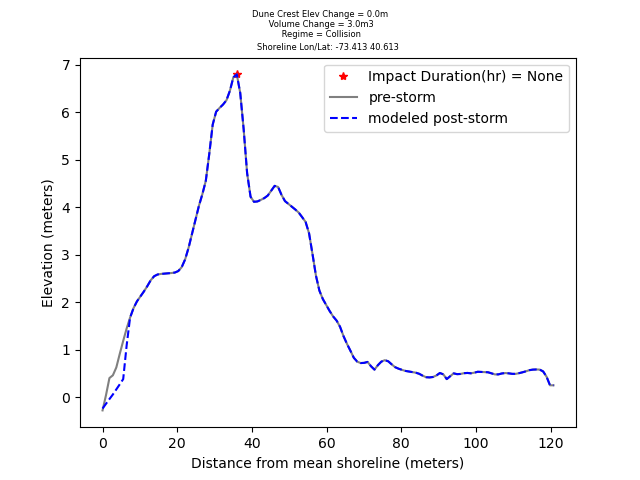 Dune Crest Elev Change = 0.0m
Volume Change = 3.0m3
Regime = Collision
Shoreline Lon/Lat: -73.413 40.613
Impact Duration(hr) = None
pre-storm
modeled post-storm
7
6
5
4
3
2
1
0
Elevation (meters)
0 20 40 60 80 100 120
Distance from mean shoreline (meters)